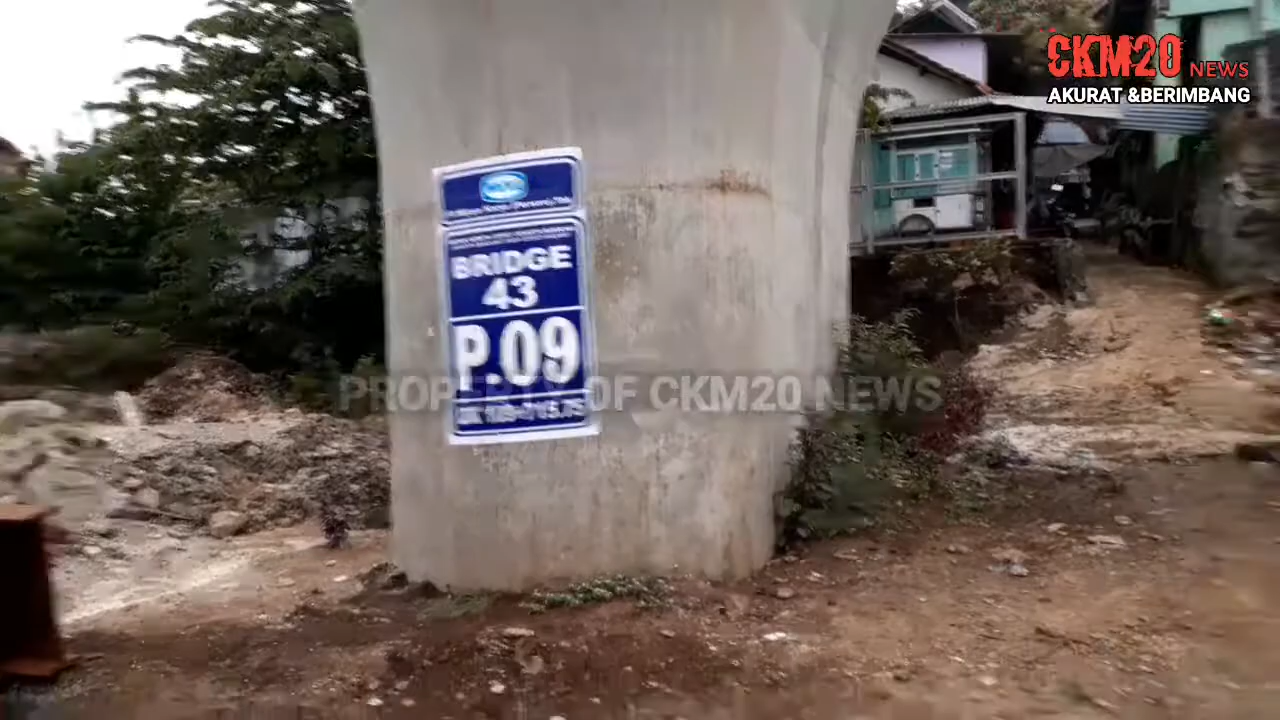 CKM20 NEWS
AKURAT &BERIMBANG
BRIDGE
43
P.09
PROPERTY OF CKM20 NEWS